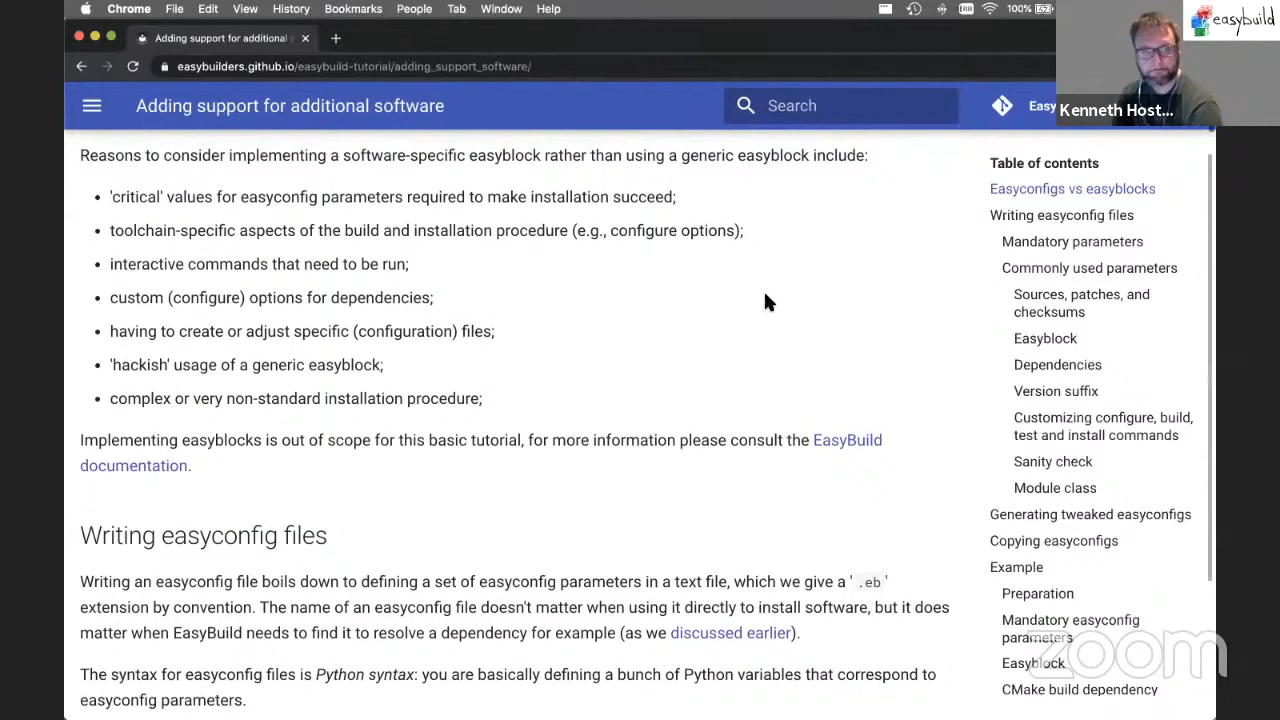 Chrome File Edit View History Bookmarks People Tab Window Help 100%
easybuild
Adding support for additional
easybuilders.github.io/easybuild-tutorial/adding_support_software/
Adding support for additional software
Search
Easy
Kenneth Host...
Reasons to consider implementing a software-specific easyblock rather than using a generic easyblock include:
• 'critical' values for easyconfig parameters required to make installation succeed;
• toolchain-specific aspects of the build and installation procedure (e.g., configure options);
• interactive commands that need to be run;
• custom (configure) options for dependencies;
• having to create or adjust specific (configuration) files;
• 'hackish' usage of a generic easyblock;
• complex or very non-standard installation procedure;
Implementing easyblocks is out of scope for this basic tutorial, for more information please consult the EasyBuild
documentation.
Writing easyconfig files
Writing an easyconfig file boils down to defining a set of easyconfig parameters in a text file, which we give a '.eb'
extension by convention. The name of an easyconfig file doesn't matter when using it directly to install software, but it does
matter when EasyBuild needs to find it to resolve a dependency for example (as we discussed earlier).
The syntax for easyconfig files is Python syntax: you are basically defining a bunch of Python variables that correspond to
easyconfig parameters.
Table of contents
Easyconfigs vs easyblocks
Writing easyconfig files
Mandatory parameters
Commonly used parameters
Sources, patches, and
checksums
Easyblock
Dependencies
Version suffix
Customizing configure, build,
test and install commands
Sanity check
Module class
Generating tweaked easyconfigs
Copying easyconfigs
Example
Preparation
Mandatory easyconfig
parameters
Easyblock
CMake build dependency
zoom